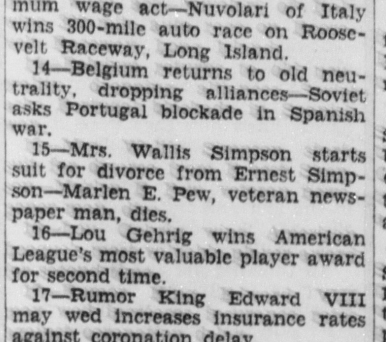 mum wage act—Nuvolari of Italy
wins 300-mile auto race on Roose-
velt Raceway, Long Island.
14—Belgium returns to old neu-
trality, dropping alliances—Soviet
asks Portugal blockade in Spanish
war.
15—Mrs. Wallis Simpson starts
suit for divorce from Ernest Simp-
son—Marlen E. Pew, veteran news-
paper man, dies.
16—Lou Gehrig wins American
League's most valuable player award
for second time.
17—Rumor King Edward VIII
may wed increases insurance rates
against coronation delay.